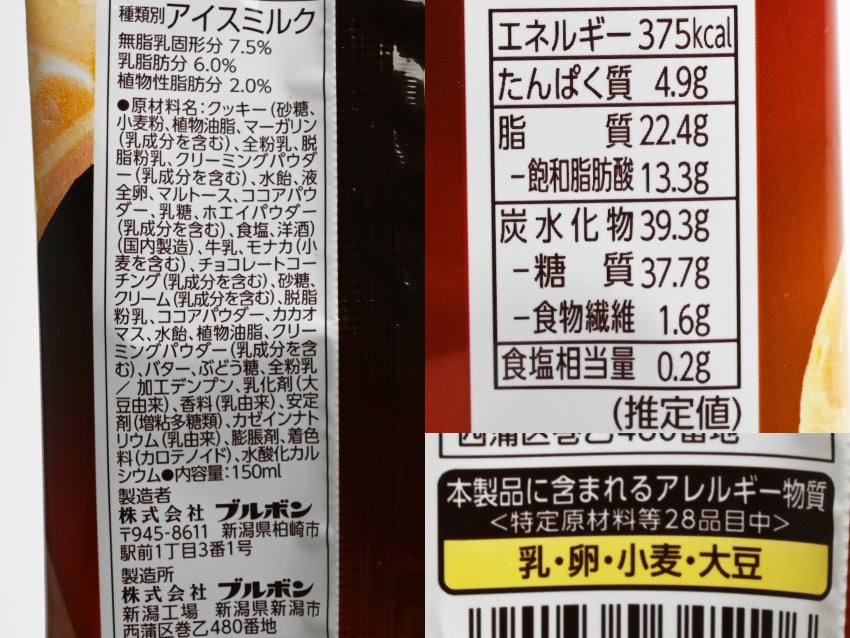 種類別アイスミルク
無脂乳固形分 7.5%
乳脂肪分 6.0%
植物性脂肪分 2.0%
●原材料名：クッキー（砂糖、
小麦粉、植物油脂、マーガリン
（乳成分を含む）、全粉乳、脱
脂粉乳、クリーミングパウダ
ー（乳成分を含む）、水飴、液
全卵、マルトース、ココアパウ
ダー、乳糖、ホエイパウダー
（乳成分を含む）、食塩、洋酒）
（国内製造）、牛乳、モナカ（小
麦を含む）、チョコレートコー
チング（乳成分を含む）、砂糖、
クリーム（乳成分を含む）、脱脂
粉乳、ココアパウダー、カカオ
マス、水飴、植物油脂、クリー
ミングパウダー（乳成分を含
む）、バター、ぶどう糖、全粉乳
／加工デンプン、乳化剤（大
豆由来）、香料（乳由来）、安定
剤（増粘多糖類）、カゼインナト
リウム（乳由来）、膨脹剤、着色
料（カロテノイド）、水酸化カル
シウム●内容量：150ml
製造者
株式会社 ブルボン
〒945-8611 新潟県柏崎市
駅前1丁目3番1号
製造所
株式会社 ブルボン
新潟工場 新潟県新潟市
西蒲区巻乙480番地
エネルギー 375kcal
たんぱく質 4.9g
脂質 22.4g
−飽和脂肪酸 13.3g
炭水化物 39.3g
−糖質 37.7g
−食物繊維 1.6g
食塩相当量 0.2g
(推定値)
西蒲区巻乙480番地
本製品に含まれるアレルギー物質
＜特定原材料等28品目中＞
乳・卵・小麦・大豆